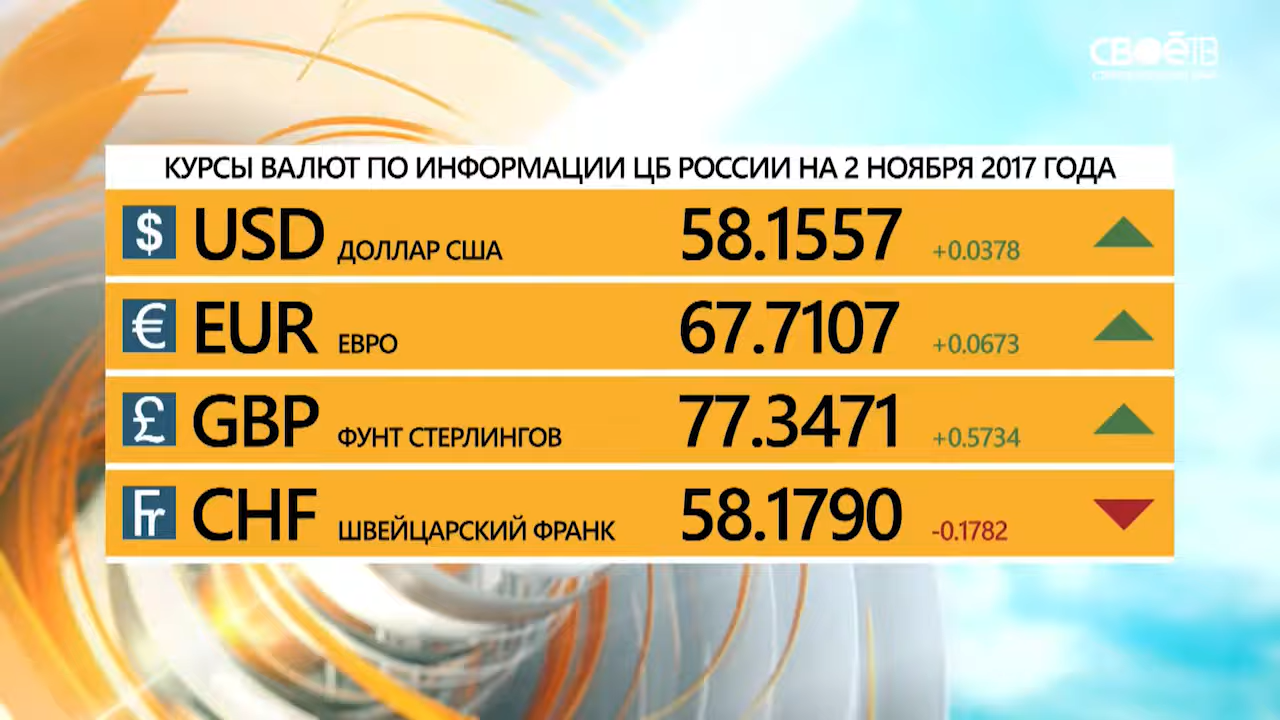 СВОЁТВ
КУРСЫ ВАЛЮТ ПО ИНФОРМАЦИИ ЦБ РОССИИ НА 2 НОЯБРЯ 2017 ГОДА
$ USD ДОЛЛАР США 58.1557 +0.0378
€ EUR ЕВРО 67.7107 +0.0673
£ GBP ФУНТ СТЕРЛИНГОВ 77.3471 +0.5734
Fr CHF ШВЕЙЦАРСКИЙ ФРАНК 58.1790 -0.1782